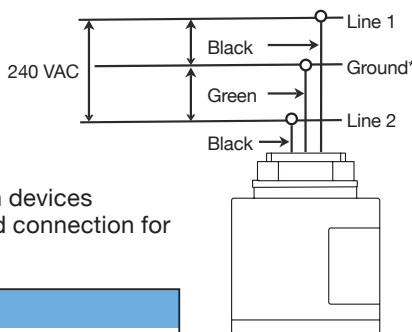 Line 1
Black
240 VAC
Ground*
Green
Line 2
Black
devices
d connection for